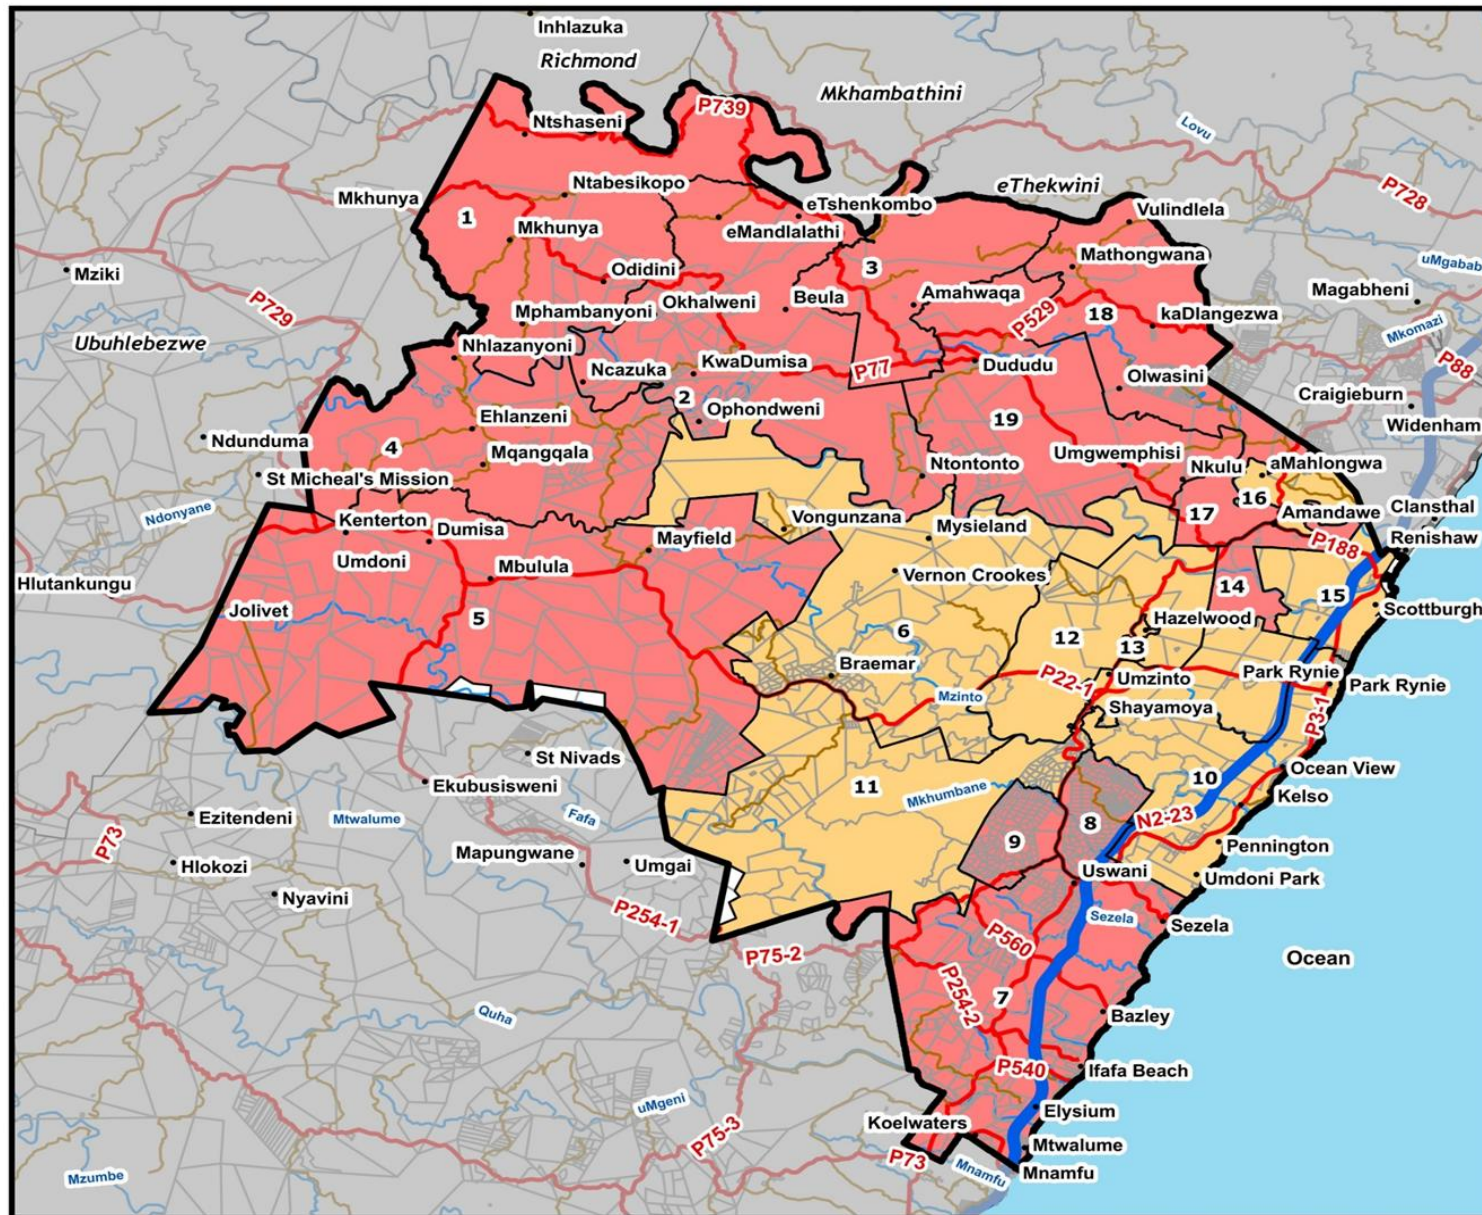 Inhlazuka
Richmond
Mkhambathini
P739
Ntshaseni
Lovu
eThekwini
P728
Mkhunya
Ntabesikopo
eTshenkombo
Vulindlela
1
Mkhunya
eMandlalathi
Mathongwana
uMgababa
Mziki
Odidini
3
Magabheni
P729
Okhalweni
Beula
Amahwaqa
18
kaDlangezwa
Mphambanyoni
P529
Mkomazi
Ubuhlebezwe
Nhlazanyoni
P77
Dududu
P88
Ncazuka
KwaDumisa
Olwasini
Craigieburn
2
Ophondweni
19
Widenham
Ehlanzeni
Ndunduma
4
Mqangqala
Umgwemphisi
Nkulu
aMahlongwa
St Micheal's Mission
Ntontonto
16
Clansthal
Ndonyane
Kenterton
Dumisa
Vongunzana
Mysieland
17
Amandawe
Renishaw
Umdoni
Mayfield
P188
Hlutankungu
Mbulula
Vernon Crookes
14
15
Scottburgh
Jolivet
5
Hazelwood
6
12
13
Braemar
P22-1
Umzinto
Park Rynie
Park Rynie
Mzinto
Shayamoya
P3-1
St Nivads
Ocean View
Ekubusisweni
11
Mkhumbane
10
Kelso
Ezitendeni
Mtwalume
Fafa
8
N2-23
P73
9
Pennington
Hlokozi
Mapungwane
Umgai
Uswani
Umdoni Park
Nyavini
P254-1
Sezela
Sezela
P75-2
P560
Ocean
P254-2
7
Quha
Bazley
P540
Ifafa Beach
uMgeni
Elysium
Koelwaters
P75-3
Mtwalume
P73
Mnamfu
Mnamfu
Mzumbe